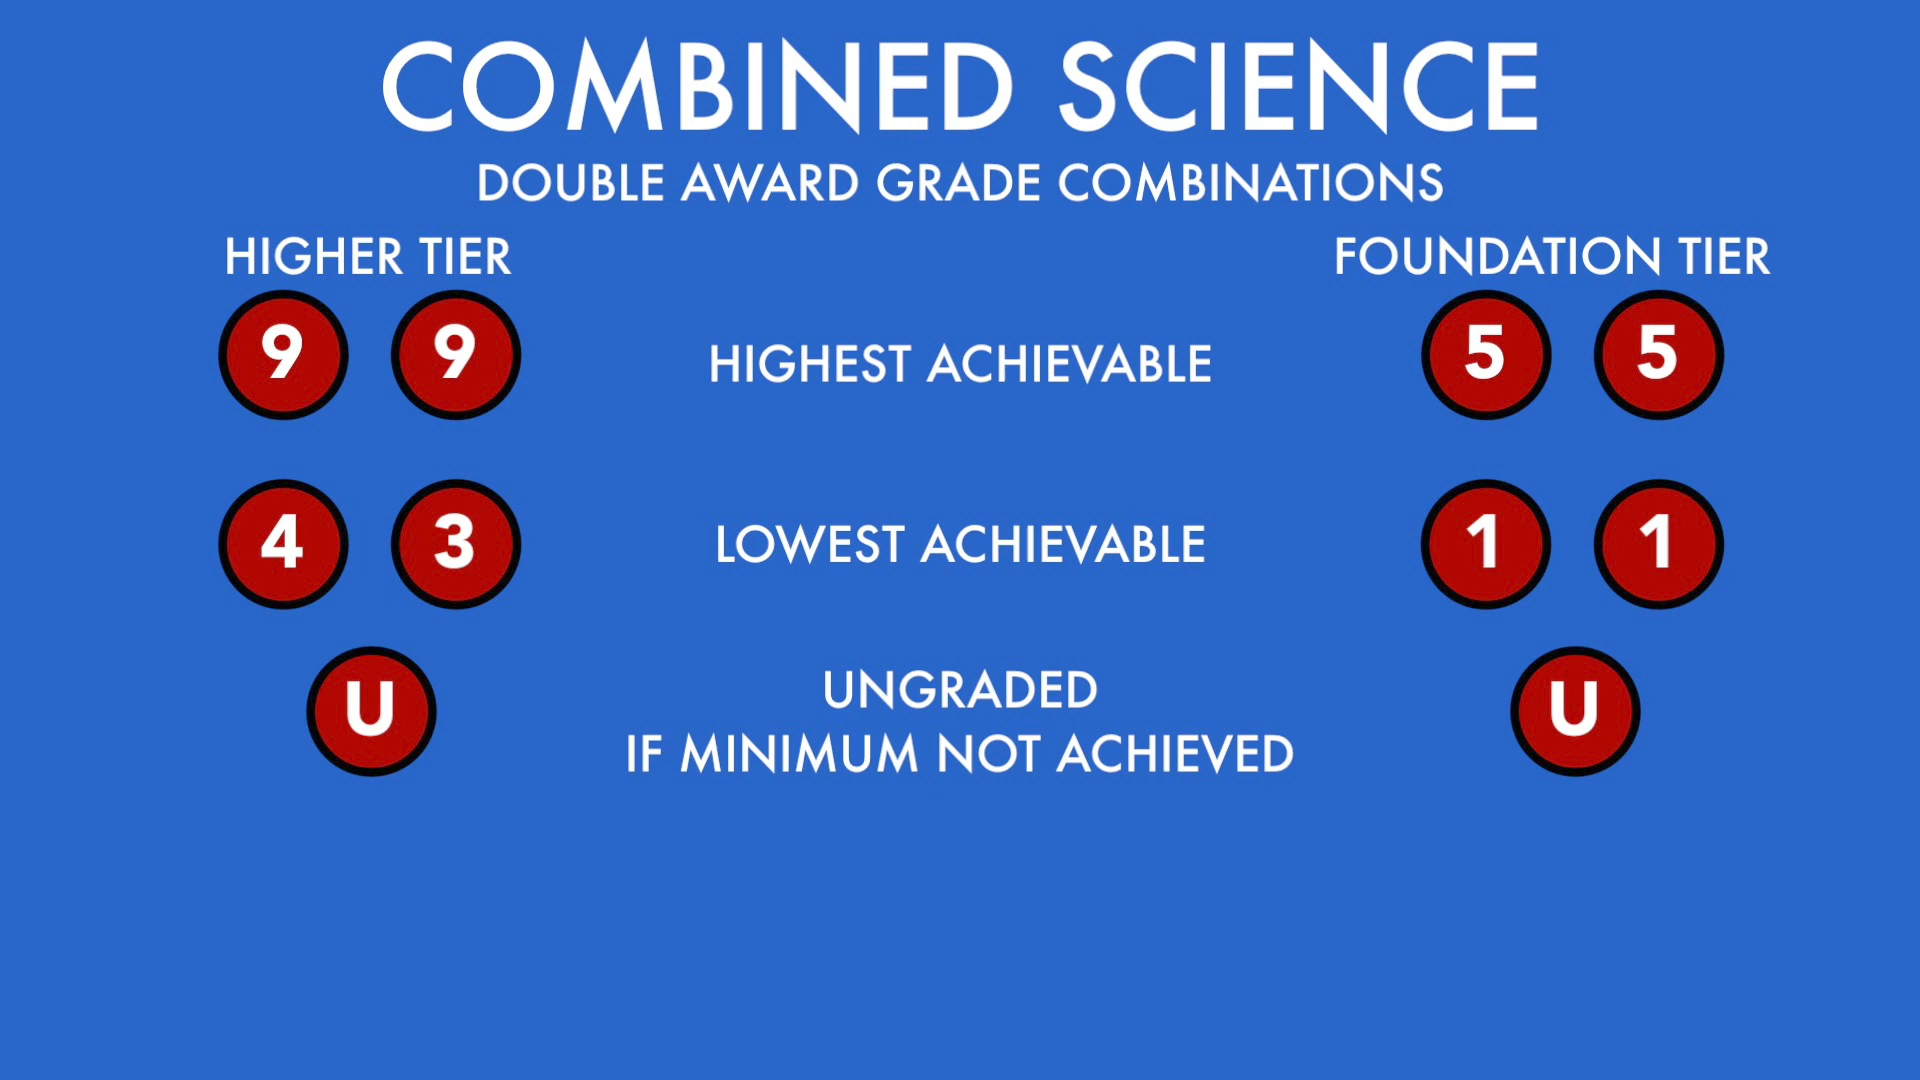 COMBINED SCIENCE
DOUBLE AWARD GRADE COMBINATIONS
HIGHER TIER
FOUNDATION TIER
9 9 HIGHEST ACHIEVABLE 5 5
4 3 LOWEST ACHIEVABLE 1 1
U UNGRADED U
IF MINIMUM NOT ACHIEVED